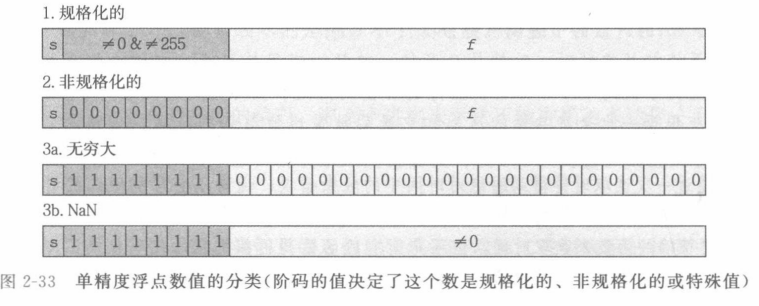 1. 规格化的
s ≠0 & ≠255 f
2. 非规格化的
s 0 0 0 0 0 0 0 0 f
3a. 无穷大
s 1 1 1 1 1 1 1 1 0 0 0 0 0 0 0 0 0 0 0 0 0 0 0 0 0 0 0 0 0 0 0
3b. NaN
s 1 1 1 1 1 1 1 1 ≠0
图 2-33 单精度浮点数值的分类(阶码的值决定了这个数是规格化的、非规格化的或特殊值)